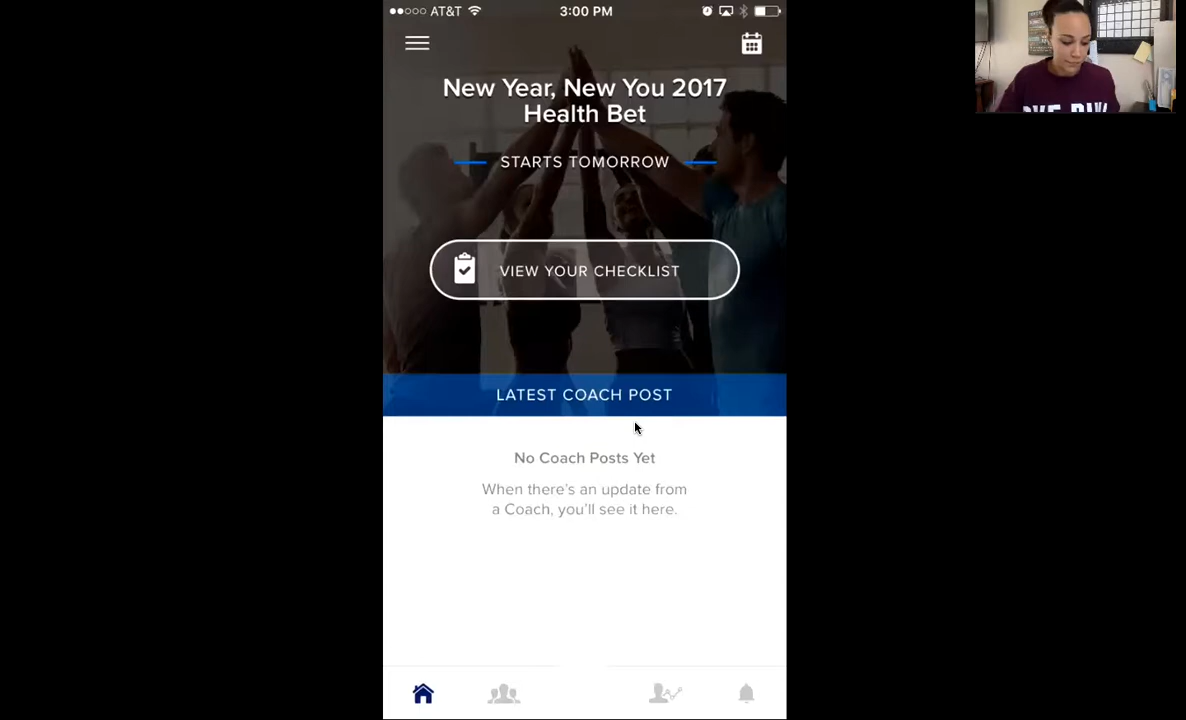 AT&T 3:00 PM
New Year, New You 2017
Health Bet
STARTS TOMORROW
VIEW YOUR CHECKLIST
LATEST COACH POST
No Coach Posts Yet
When there's an update from
a Coach, you'll see it here.